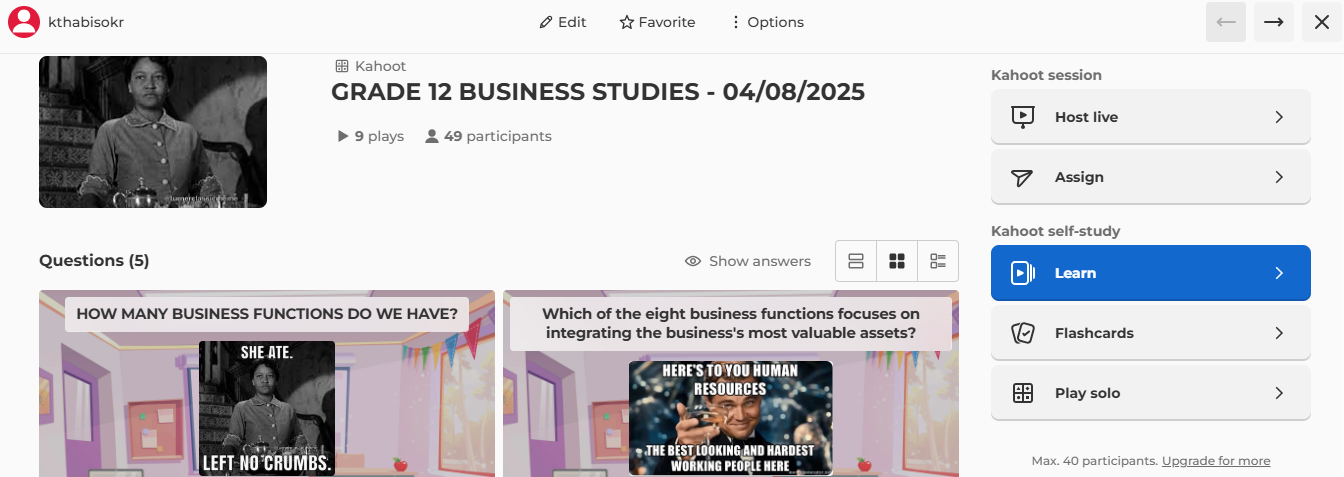 kthabisokr
Edit
Favorite
Options
Kahoot
GRADE 12 BUSINESS STUDIES - 04/08/2025
9 plays
49 participants
Kahoot session
Host live
Assign
Kahoot self-study
Learn
Flashcards
Play solo
Max. 40 participants. Upgrade for more
Questions (5)
Show answers
HOW MANY BUSINESS FUNCTIONS DO WE HAVE?
SHE ATE.
LEFT NO CRUMBS.
Which of the eight business functions focuses on
integrating the business's most valuable assets?
HERE'S TO YOU HUMAN
RESOURCES
THE BEST LOOKING AND HARDEST
WORKING PEOPLE HERE